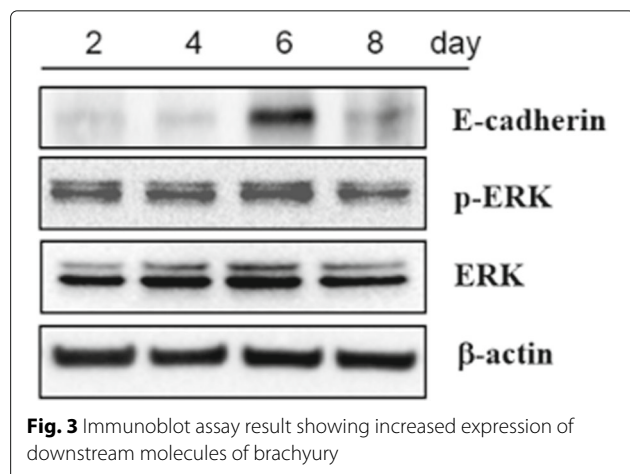 2 4 6 8 day
E-cadherin
p-ERK
ERK
β-actin
Fig. 3 Immunoblot assay result showing increased expression of
downstream molecules of brachyury